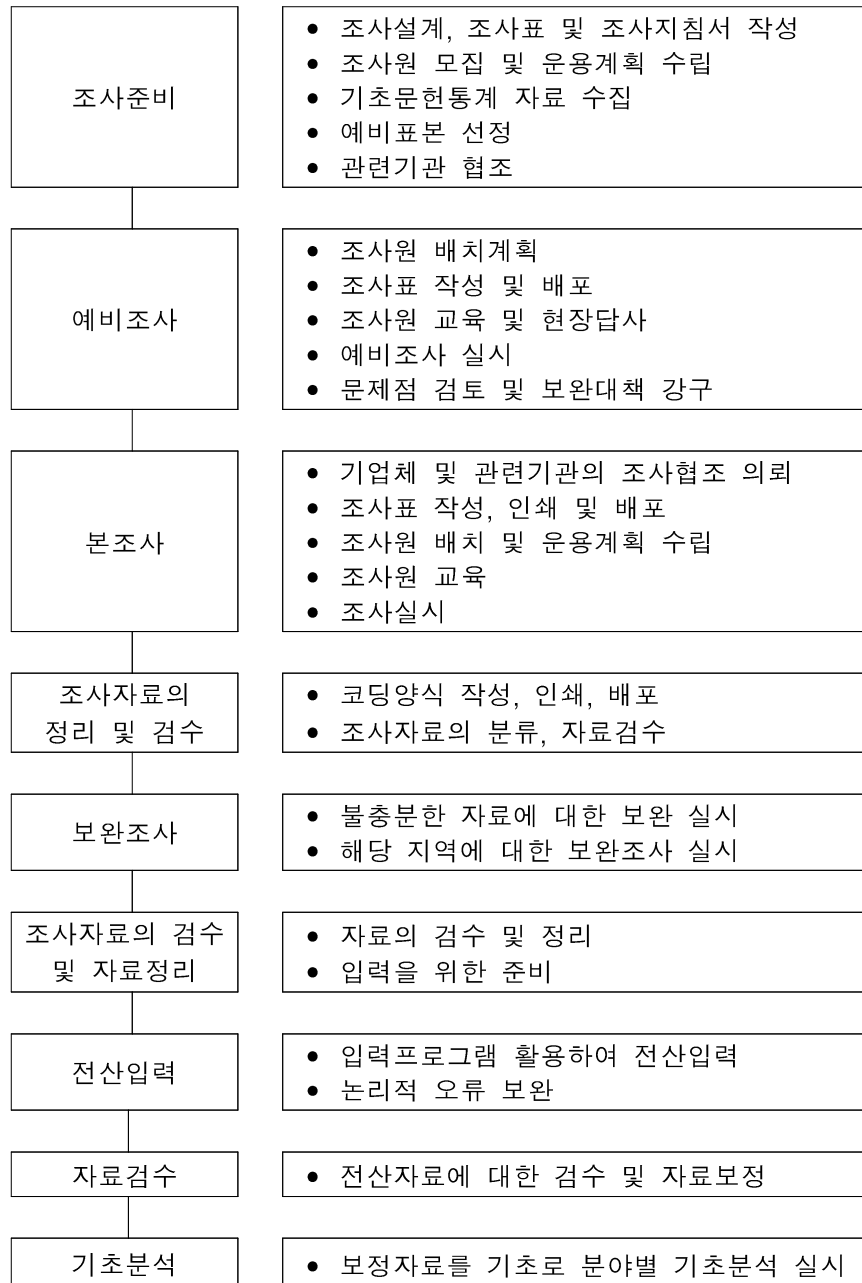 조사준비
• 조사설계, 조사표 및 조사지침서 작성
• 조사원 모집 및 운용계획 수립
• 기초문헌통계 자료 수집
• 예비표본 선정
• 관련기관 협조
예비조사
• 조사원 배치계획
• 조사표 작성 및 배포
• 조사원 교육 및 현장답사
• 예비조사 실시
• 문제점 검토 및 보완대책 강구
본조사
• 기업체 및 관련기관의 조사협조 의뢰
• 조사표 작성, 인쇄 및 배포
• 조사원 배치 및 운용계획 수립
• 조사원 교육
• 조사실시
조사자료의
정리 및 검수
• 코딩양식 작성, 인쇄, 배포
• 조사자료의 분류, 자료검수
보완조사
• 불충분한 자료에 대한 보완 실시
• 해당 지역에 대한 보완조사 실시
조사자료의 검수
및 자료정리
• 자료의 검수 및 정리
• 입력을 위한 준비
전산입력
• 입력프로그램 활용하여 전산입력
• 논리적 오류 보완
자료검수
• 전산자료에 대한 검수 및 자료보정
기초분석
• 보정자료를 기초로 분야별 기초분석 실시